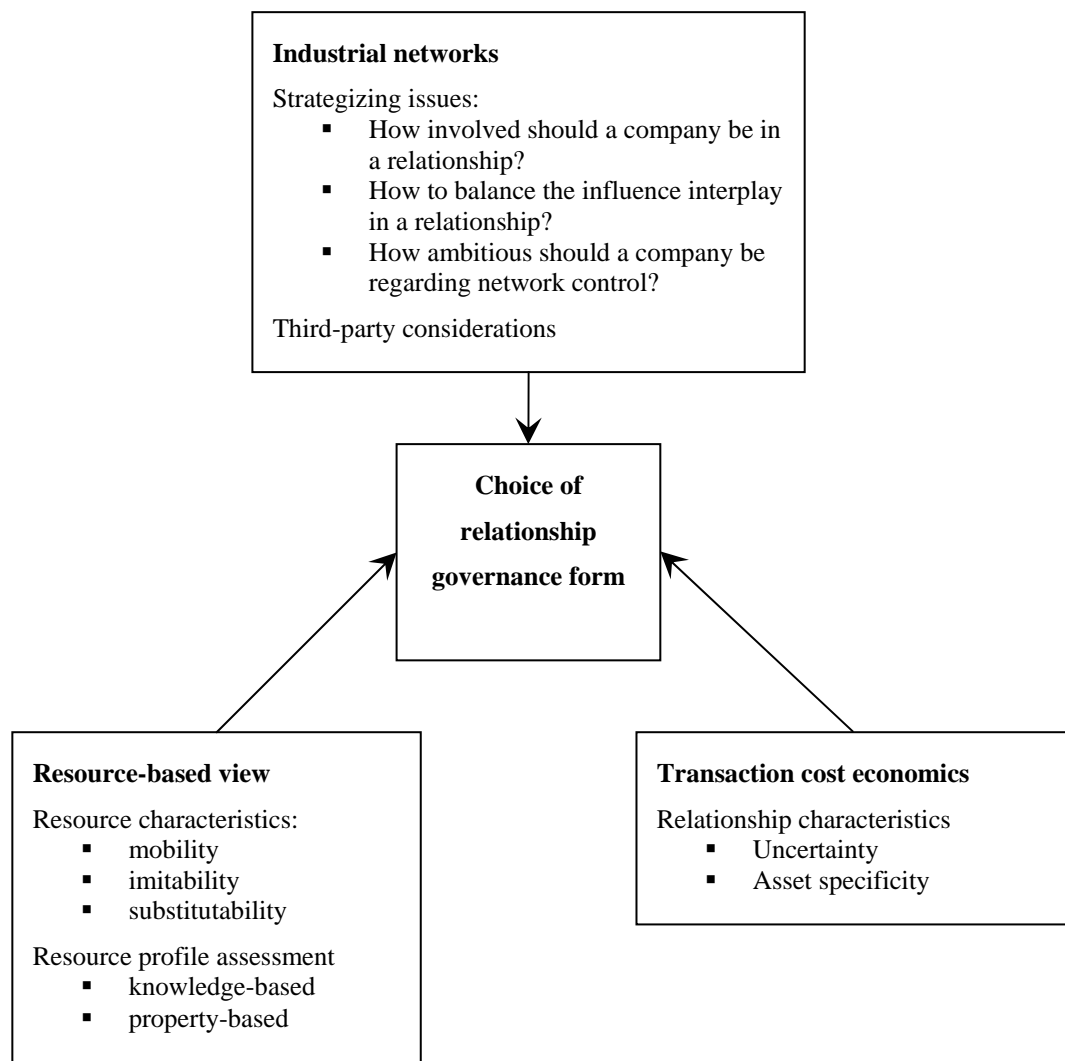 Industrial networks
Strategizing issues:
▪ How involved should a company be in
a relationship?
▪ How to balance the influence interplay
in a relationship?
▪ How ambitious should a company be
regarding network control?
Third-party considerations
Choice of
relationship
governance form
Resource-based view
Resource characteristics:
▪ mobility
▪ imitability
▪ substitutability
Resource profile assessment
▪ knowledge-based
▪ property-based
Transaction cost economics
Relationship characteristics
▪ Uncertainty
▪ Asset specificity